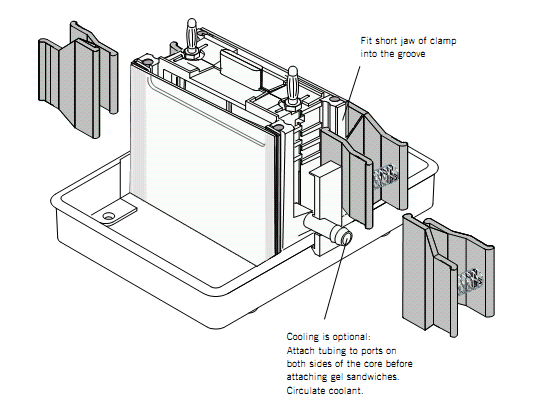 Fit short jaw of clamp
into the groove
Cooling is optional:
Attach tubing to ports on
both sides of the core before
attaching gel sandwiches.
Circulate coolant.